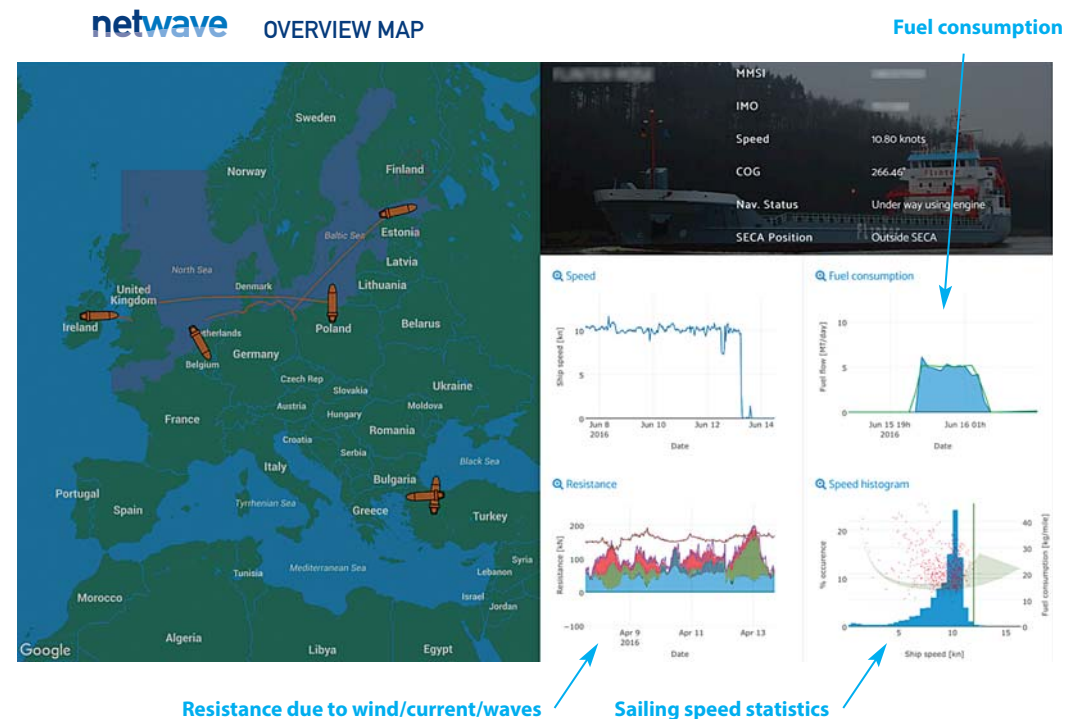 netwave OVERVIEW MAP
Fuel consumption
Sweden
Norway
Finland
Baltic Sea
Estonia
Latvia
North Sea
Denmark
Lithuania
United
Kingdom
Ireland
therlands
Poland
Belarus
Belgium
Germany
Czech Rep
Slovakia
Ukraine
Austria
Hungary
Moldova
France
Romania
Croatia
Serbia
Italy
Black Sea
Bulgaria
Portugal
Spain
Tyrrhenian Sea
Greece
Turkey
Mediterranean Sea
Tunisia
Syria
Lebanon
Israel
Jordan
Morocco
Algeria
Libya
Egypt
Google
MMSI
IMO
Speed 10.80 knots
COG 266.46°
Nav. Status Under way using engine
SECA Position Outside SECA
Flinter
Speed
Ship speed [kn]
10
5
0
Jun 8 Jun 10 Jun 12 Jun 14
2016
Date
Fuel consumption
Fuel flow [MT/day]
10
5
0
Jun 15 19h Jun 16 01h
2016
Date
Resistance
Resistance [kN]
200
100
0
−100
Apr 9 Apr 11 Apr 13
2016
Date
Speed histogram
% occurence
20
10
0
40
30
20
10
0
Fuel consumption [kg/mile]
5 10 15
Ship speed [kn]
Resistance due to wind/current/waves
Sailing speed statistics